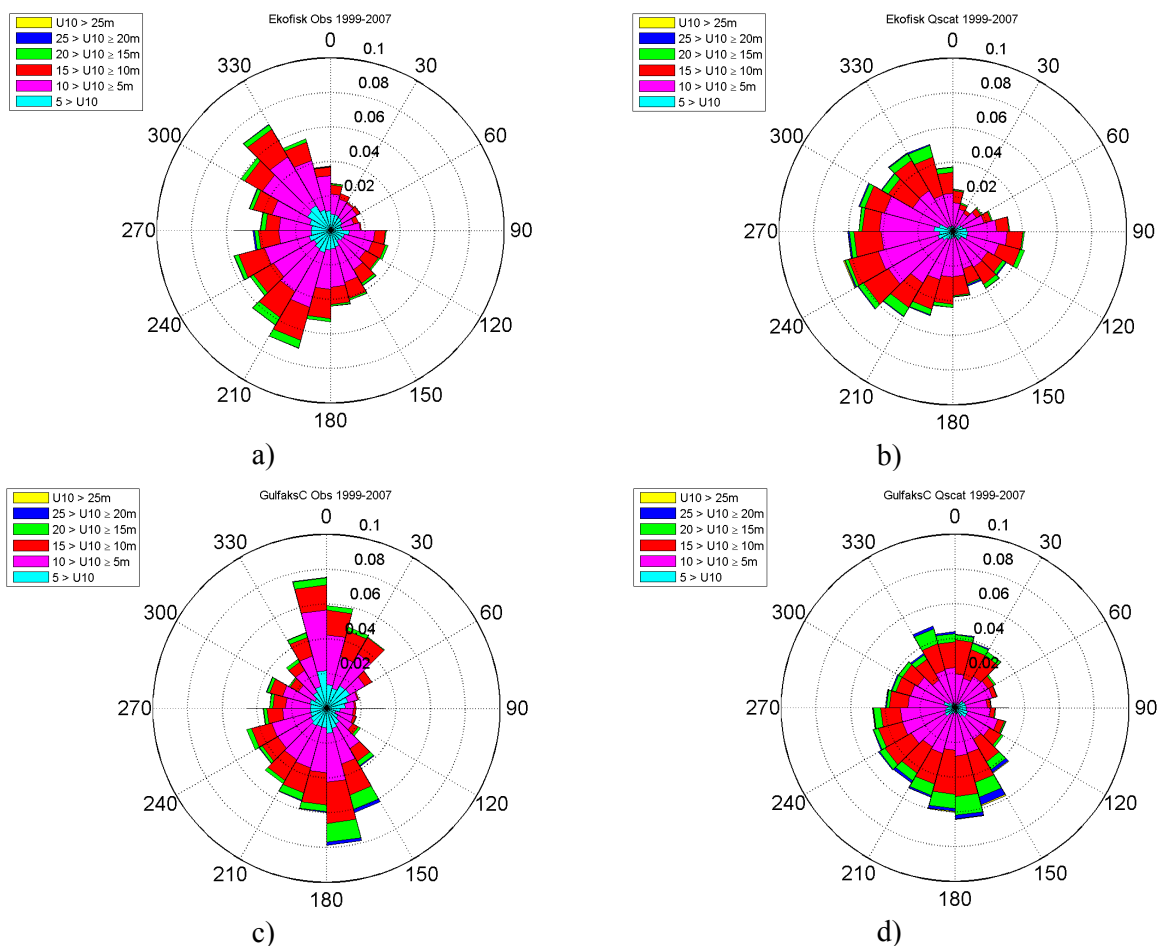 U10 > 25m
25 > U10 ≥ 20m
20 > U10 ≥ 15m
15 > U10 ≥ 10m
10 > U10 ≥ 5m
5 > U10
Ekofisk Obs 1999-2007
0
30
60
90
120
150
180
210
240
270
300
330
0.1
0.08
0.06
0.04
0.02
a)
U10 > 25m
25 > U10 ≥ 20m
20 > U10 ≥ 15m
15 > U10 ≥ 10m
10 > U10 ≥ 5m
5 > U10
Ekofisk Qscat 1999-2007
0
30
60
90
120
150
180
210
240
270
300
330
0.1
0.08
0.06
0.04
0.02
b)
U10 > 25m
25 > U10 ≥ 20m
20 > U10 ≥ 15m
15 > U10 ≥ 10m
10 > U10 ≥ 5m
5 > U10
GulfaksC Obs 1999-2007
0
30
60
90
120
150
180
210
240
270
300
330
0.1
0.08
0.06
0.04
0.02
c)
U10 > 25m
25 > U10 ≥ 20m
20 > U10 ≥ 15m
15 > U10 ≥ 10m
10 > U10 ≥ 5m
5 > U10
GulfaksC Qscat 1999-2007
0
30
60
90
120
150
180
210
240
270
300
330
0.1
0.08
0.06
0.04
0.02
d)